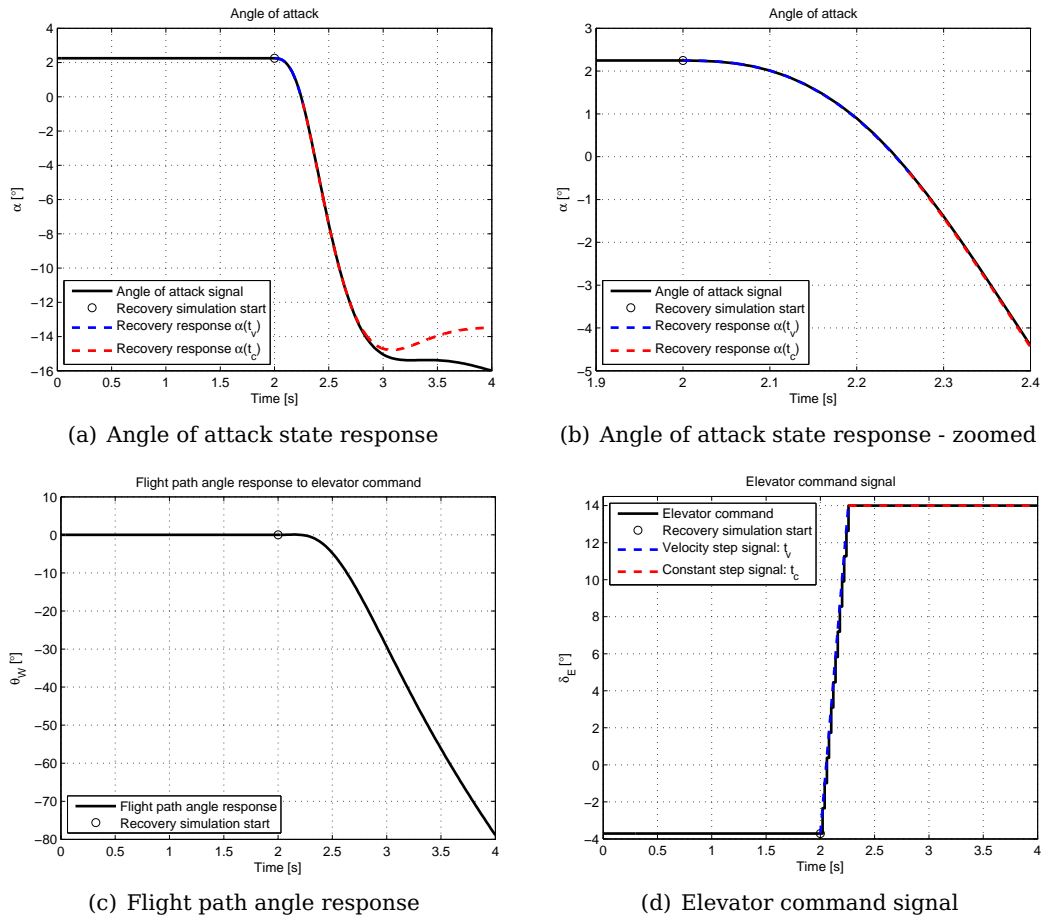 Angle of attack
4
2
0
−2
−4
−6
−8
−10
−12
−14
−16
α [°]
Angle of attack signal
Recovery simulation start
Recovery response α(t_v)
Recovery response α(t_c)
0 0.5 1 1.5 2 2.5 3 3.5 4
Time [s]
(a) Angle of attack state response
Angle of attack
3
2
1
0
−1
−2
−3
−4
−5
α [°]
Angle of attack signal
Recovery simulation start
Recovery response α(t_v)
Recovery response α(t_c)
1.9 2 2.1 2.2 2.3 2.4
Time [s]
(b) Angle of attack state response - zoomed
Flight path angle response to elevator command
10
0
−10
−20
−30
−40
−50
−60
−70
−80
θ_W [°]
Flight path angle response
Recovery simulation start
0 0.5 1 1.5 2 2.5 3 3.5 4
Time [s]
(c) Flight path angle response
Elevator command signal
14
12
10
8
6
4
2
0
−2
−4
δ_E [°]
Elevator command
Recovery simulation start
Velocity step signal: t_v
Constant step signal: t_c
0 0.5 1 1.5 2 2.5 3 3.5 4
Time [s]
(d) Elevator command signal